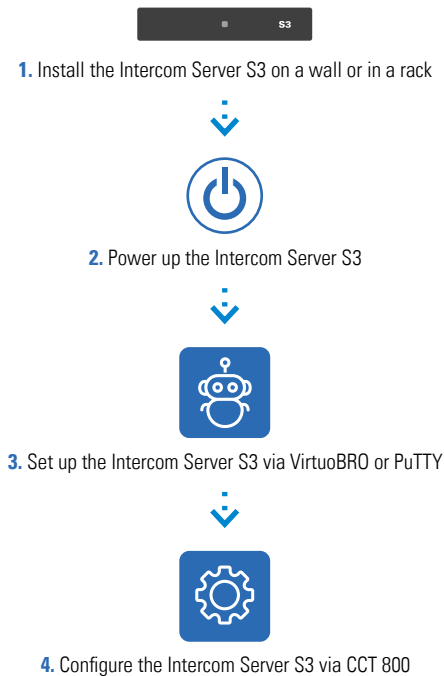 S3
1. Install the Intercom Server S3 on a wall or in a rack
2. Power up the Intercom Server S3
3. Set up the Intercom Server S3 via VirtuoBRO or PuTTY
4. Configure the Intercom Server S3 via CCT 800